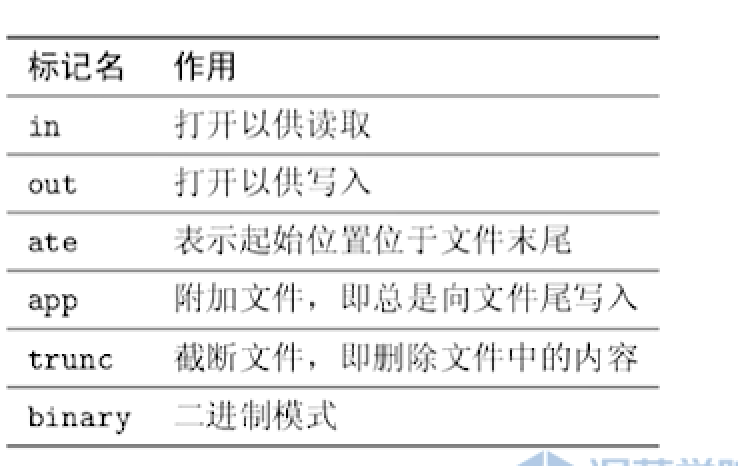 标记名 作用
in 打开以供读取
out 打开以供写入
ate 表示起始位置位于文件末尾
app 附加文件，即总是向文件尾写入
trunc 截断文件，即删除文件中的内容
binary 二进制模式